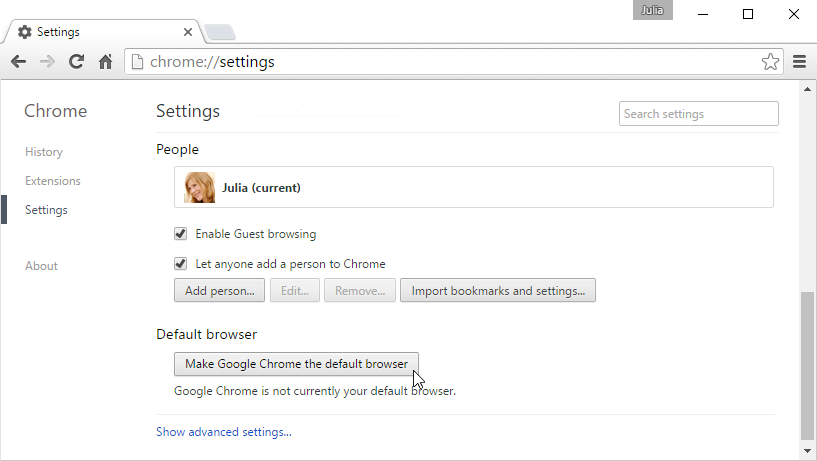 Julia
Settings
chrome://settings
Chrome
Settings
Search settings
History
Extensions
Settings
About
People
Julia (current)
Enable Guest browsing
Let anyone add a person to Chrome
Add person... Edit... Remove... Import bookmarks and settings...
Default browser
Make Google Chrome the default browser
Google Chrome is not currently your default browser.
Show advanced settings...